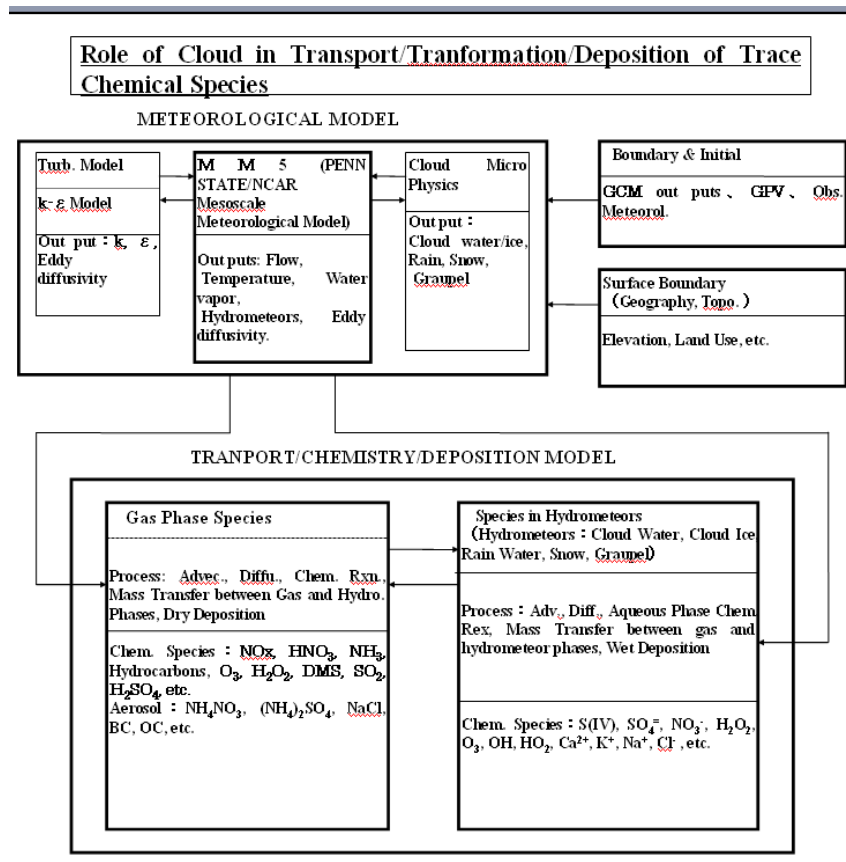 Role of Cloud in Transport/Tranformation/Deposition of Trace
Chemical Species
METEOROLOGICAL MODEL
Turb. Model
k-ε Model
Out put：k, ε,
Eddy
diffusivity
M M 5 (PENN
STATE/NCAR
Mesoscale
Meteorological Model)
Out puts: Flow,
Temperature, Water
vapor,
Hydrometeors, Eddy
diffusivity.
Cloud Micro
Physics
Out put：
Cloud water/ice,
Rain, Snow,
Graupel
Boundary & Initial
GCM out puts、GPV、Obs.
Meteorol.
Surface Boundary
（Geography, Topo.）
Elevation, Land Use, etc.
TRANPORT/CHEMISTRY/DEPOSITION MODEL
Gas Phase Species
Process: Advec., Diffu., Chem. Rxn.,
Mass Transfer between Gas and Hydro.
Phases, Dry Deposition
Chem. Species：NOx, HNO₃, NH₃,
Hydrocarbons, O₃, H₂O₂, DMS, SO₂,
H₂SO₄, etc.
Aerosol：NH₄NO₃, (NH₄)₂SO₄, NaCl,
BC, OC, etc.
Species in Hydrometeors
（Hydrometeors：Cloud Water, Cloud Ice
Rain Water, Snow, Graupel）
Process：Adv., Diff., Aqueous Phase Chem
Rex, Mass Transfer between gas and
hydrometeor phases, Wet Deposition
Chem. Species：S(IV), SO₄⁼, NO₃⁻, H₂O₂,
O₃, OH, HO₂, Ca²⁺, K⁺, Na⁺, Cl⁻, etc.